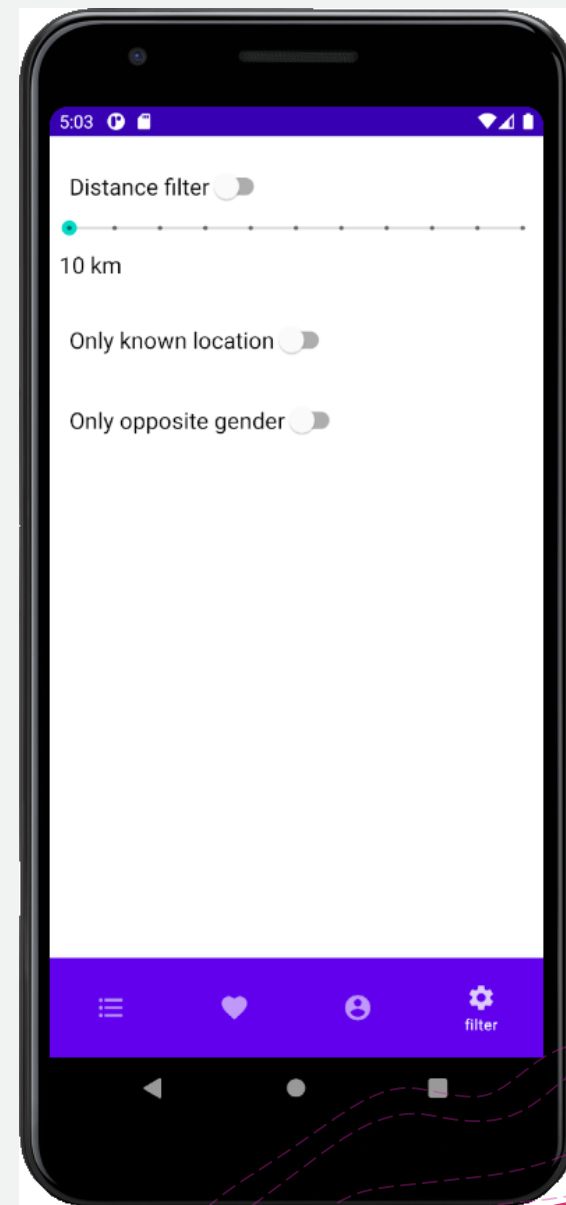 5:03
Distance filter
10 km
Only known location
Only opposite gender
filter